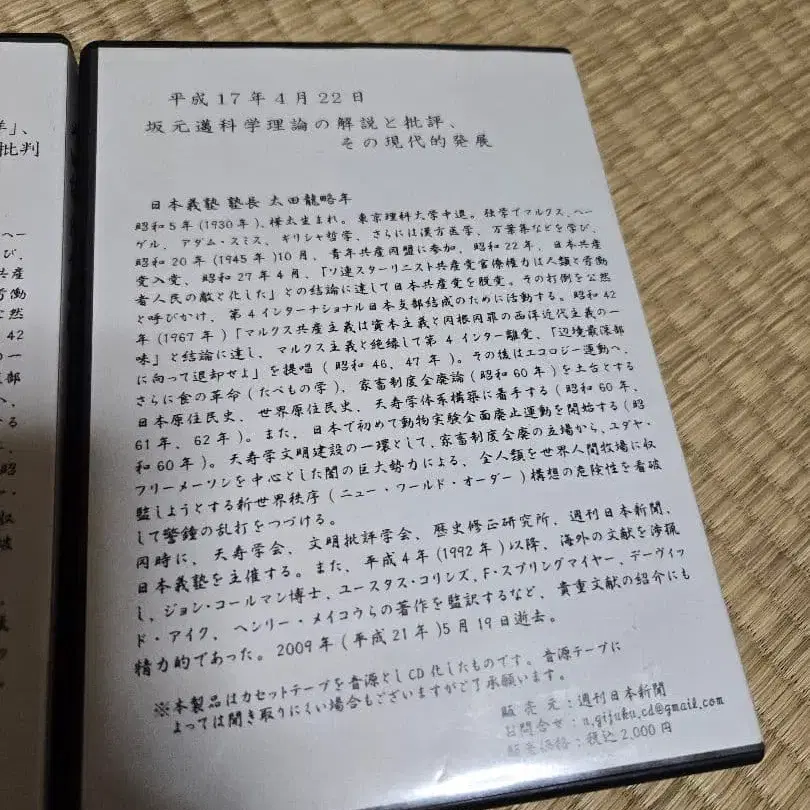 平成17年4月22日
坂元邁科学理論の解説と批評、
その現代的発展
日本義塾 塾長 太田龍略年
昭和5年(1930年)、樺太生まれ。東京理科大学中退。独学でマルクス、ヘー
ゲル、アダム・スミス、ギリシャ哲学、さらには漢方医学、万葉集などを学び、
昭和20年(1945年)10月、青年共産同盟に参加、昭和22年、日本共産
党入党、昭和27年4月、「ソ連スターリニスト共産党官僚権力は人類と労働
者人民の敵と化した」との結論に達して日本共産党を脱党。その打倒を公然
と呼びかけ、第4インターナショナル日本支部結成のために活動する。昭和42
年(1967年)「マルクス共産主義は資本主義と同根同罪の西洋近代主義の一
味」と結論に達し、マルクス主義と絶縁して第4インター離党、「辺境最深部
に向って退却せよ」を提唱(昭和46、47年)。その後はエコロジー運動へ、
さらに食の革命(たべもの学)、家畜制度全廃論(昭和60年)を土台とする
日本原住民史、世界原住民史、天寿学体系構築に着手する(昭和60年、
61年、62年)。また、日本で初めて動物実験全面廃止運動を開始する(昭
和60年)。天寿学文明建設の一環として、家畜制度全廃の立場から、ユダヤ・
フリーメーソンを中心とした闇の巨大勢力による、全人類を世界人間牧場に収
監しようとする新世界秩序(ニュー・ワールド・オーダー)構想の危険性を看破
して警鐘の乱打をつづける。
同時に、天寿学会、文明批評学会、歴史修正研究所、週刊日本新聞、
日本義塾を主催する。また、平成4年(1992年)以降、海外の文献を渉猟
し、ジョン・コールマン博士、ユースタス・コリンズ、F・スプリングマイヤー、デーヴィッ
ド・アイク、ヘンリー・メイコウらの著作を監訳するなど、貴重文献の紹介にも
精力的であった。2009年(平成21年)5月19日逝去。
※本製品はカセットテープを音源としCD化したものです。音源テープに
よっては聞き取りにくい場合もございますがご了承願います。
販売元：週刊日本新聞
お問合せ：n.gijuku.cd@gmail.com
販売価格：税込2,000円